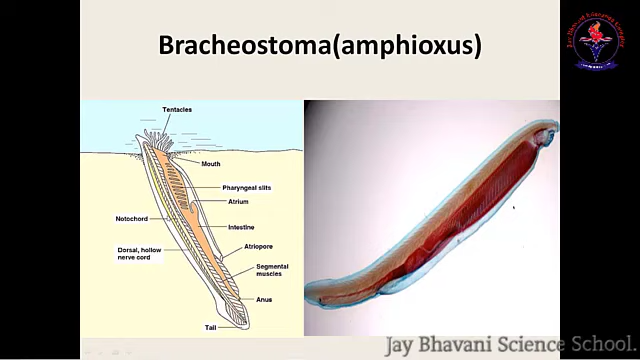 Bracheostoma(amphioxus)
Tentacles
Mouth
Pharyngeal slits
Atrium
Notochord
Intestine
Atriopore
Dorsal, hollow
nerve cord
Segmental
muscles
Anus
Tail
Jay Bhavani Science School.